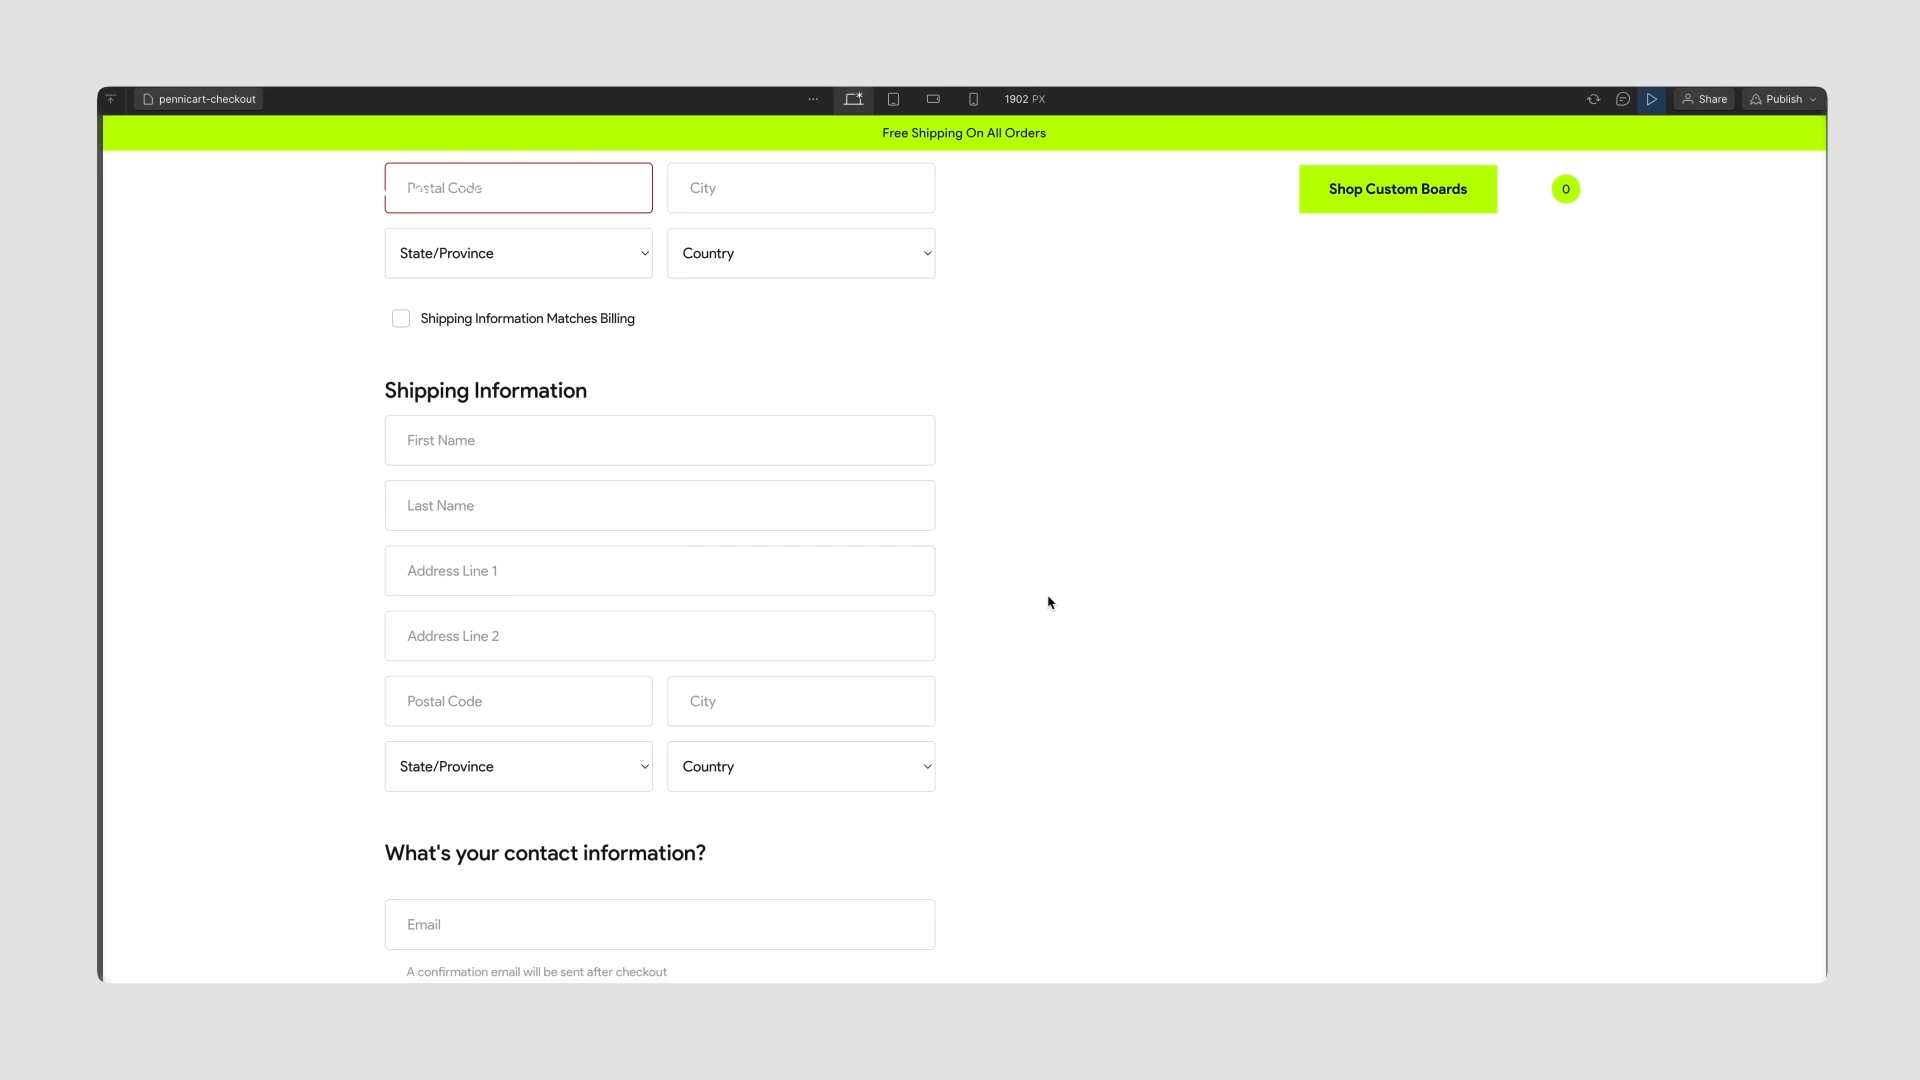 pennicart-checkout
1902 PX
Share
Publish
Free Shipping On All Orders
Postal Code
City
Shop Custom Boards
0
State/Province
Country
Shipping Information Matches Billing
Shipping Information
First Name
Last Name
Address Line 1
Address Line 2
Postal Code
City
State/Province
Country
What's your contact information?
Email
A confirmation email will be sent after checkout